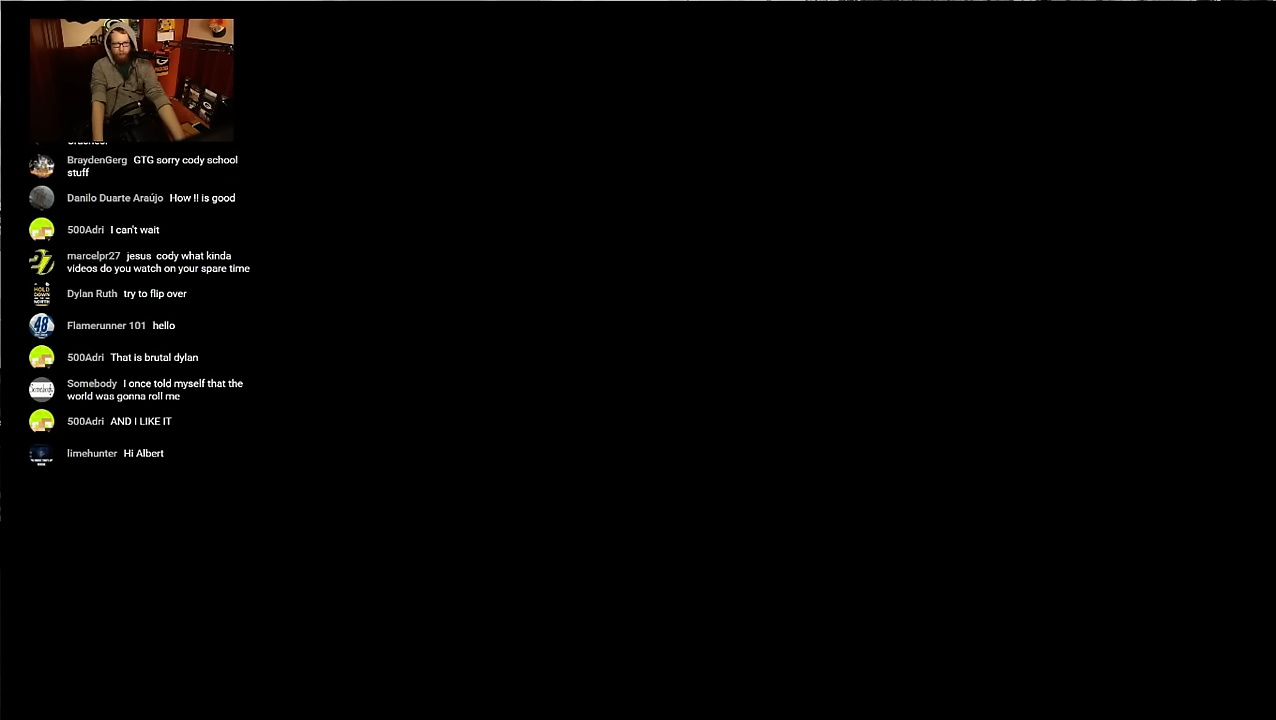 BraydenGerg GTG sorry cody school
stuff
Danilo Duarte Araújo How !! is good
500Adri I can't wait
marcelpr27 jesus cody what kinda
videos do you watch on your spare time
Dylan Ruth try to flip over
Flamerunner 101 hello
500Adri That is brutal dylan
Somebody I once told myself that the
world was gonna roll me
500Adri AND I LIKE IT
limehunter Hi Albert